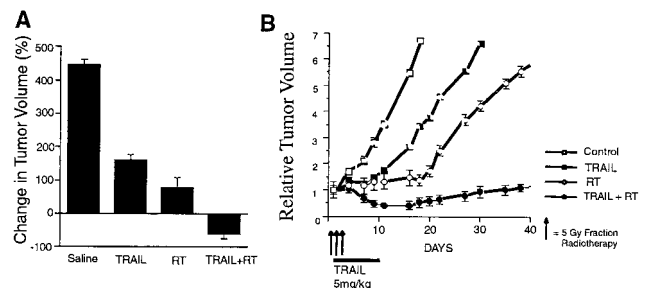 A
Change in Tumor Volume (%)
500
400
300
200
100
0
-100
Saline TRAIL RT TRAIL+RT
B
Relative Tumor Volume
7
6
5
4
3
2
1
0
0 10 20 30 40
DAYS
TRAIL
5mg/kg
Control
TRAIL
RT
TRAIL + RT
= 5 Gy Fraction
Radiotherapy